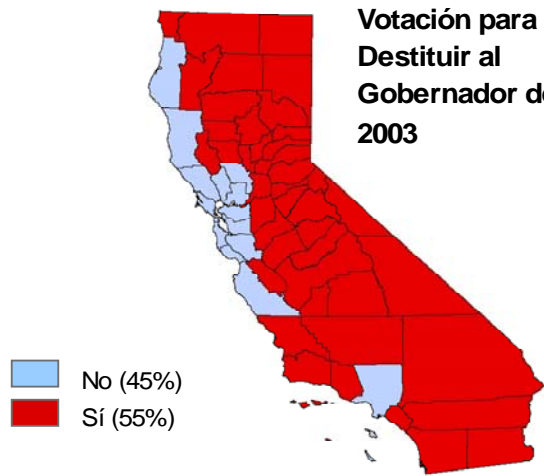 Votación para
Destituir al
Gobernador de
2003
No (45%)
Sí (55%)